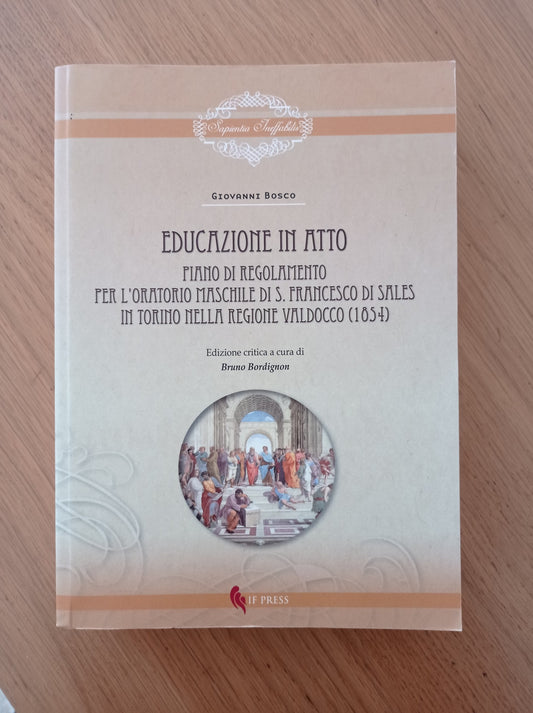 Sapientia Ineffabilis
Giovanni Bosco
EDUCAZIONE IN ATTO
PIANO DI REGOLAMENTO
PER L'ORATORIO MASCHILE DI S. FRANCESCO DI SALES
IN TORINO NELLA REGIONE VALDOCCO (1854)
Edizione critica a cura di
Bruno Bordignon
IF PRESS